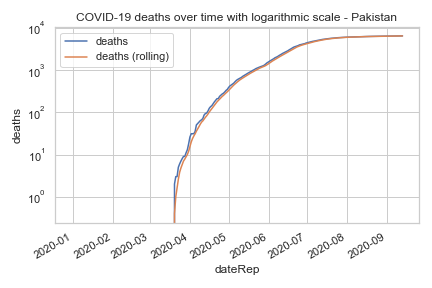 COVID-19 deaths over time with logarithmic scale - Pakistan
deaths
deaths (rolling)
10^4
10^3
10^2
10^1
10^0
deaths
2020-01
2020-02
2020-03
2020-04
2020-05
2020-06
2020-07
2020-08
2020-09
dateRep